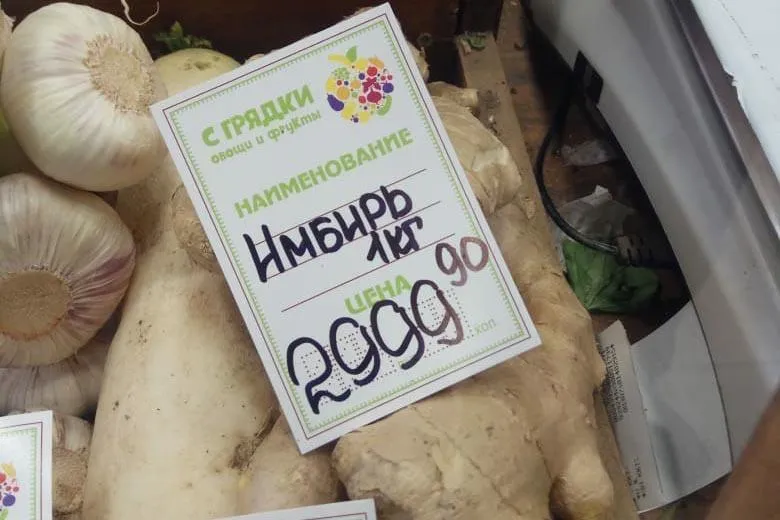 С ГРЯДКИ
овощи и фрукты
НАИМЕНОВАНИЕ
Имбирь
1кг
ЦЕНА
2999 90
коп